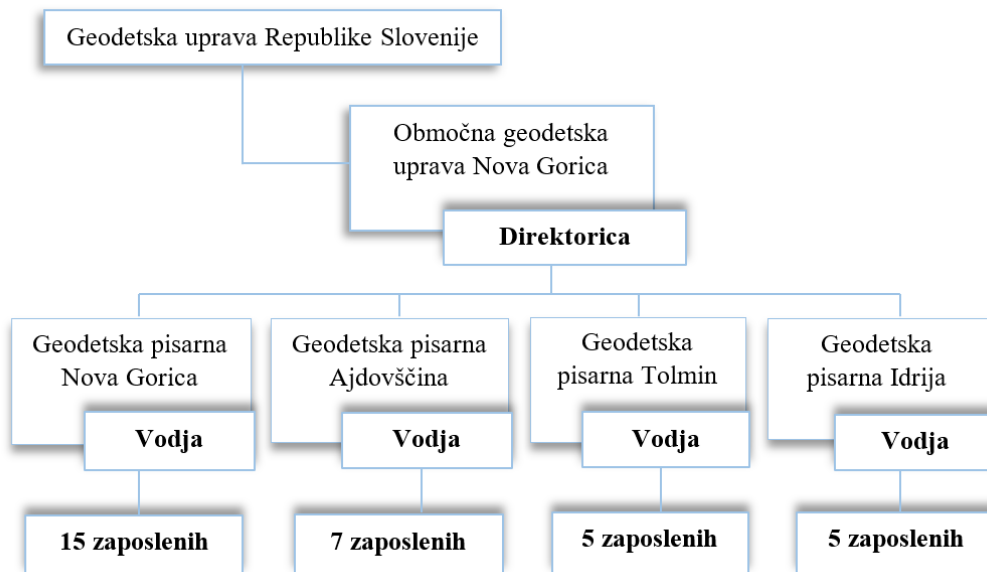 Geodetska uprava Republike Slovenije
Območna geodetska
uprava Nova Gorica
Direktorica
Geodetska pisarna
Nova Gorica
Vodja
15 zaposlenih
Geodetska pisarna
Ajdovščina
Vodja
7 zaposlenih
Geodetska
pisarna Tolmin
Vodja
5 zaposlenih
Geodetska
pisarna Idrija
Vodja
5 zaposlenih